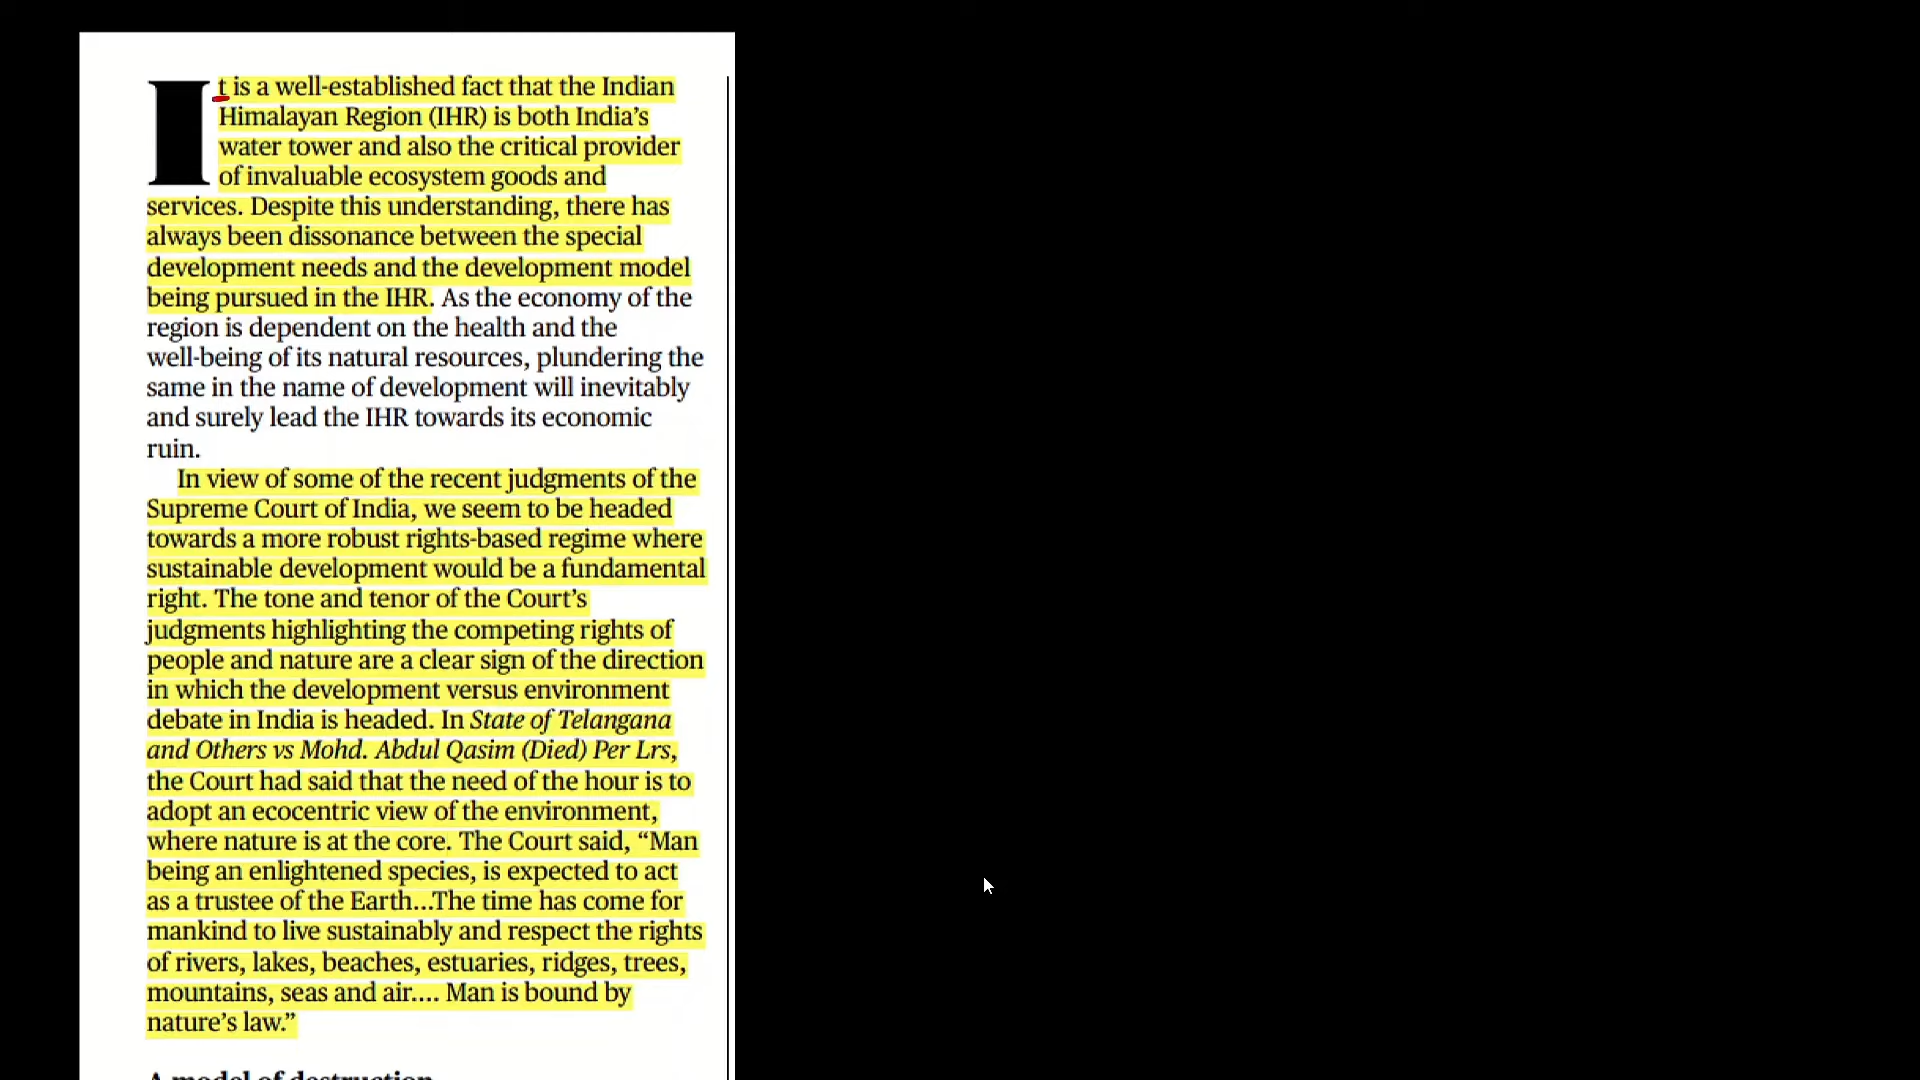 It is a well-established fact that the Indian
Himalayan Region (IHR) is both India’s
water tower and also the critical provider
of invaluable ecosystem goods and
services. Despite this understanding, there has
always been dissonance between the special
development needs and the development model
being pursued in the IHR. As the economy of the
region is dependent on the health and the
well-being of its natural resources, plundering the
same in the name of development will inevitably
and surely lead the IHR towards its economic
ruin.
In view of some of the recent judgments of the
Supreme Court of India, we seem to be headed
towards a more robust rights-based regime where
sustainable development would be a fundamental
right. The tone and tenor of the Court’s
judgments highlighting the competing rights of
people and nature are a clear sign of the direction
in which the development versus environment
debate in India is headed. In State of Telangana
and Others vs Mohd. Abdul Qasim (Died) Per Lrs,
the Court had said that the need of the hour is to
adopt an ecocentric view of the environment,
where nature is at the core. The Court said, “Man
being an enlightened species, is expected to act
as a trustee of the Earth...The time has come for
mankind to live sustainably and respect the rights
of rivers, lakes, beaches, estuaries, ridges, trees,
mountains, seas and air.... Man is bound by
nature’s law.”
A model of destruction